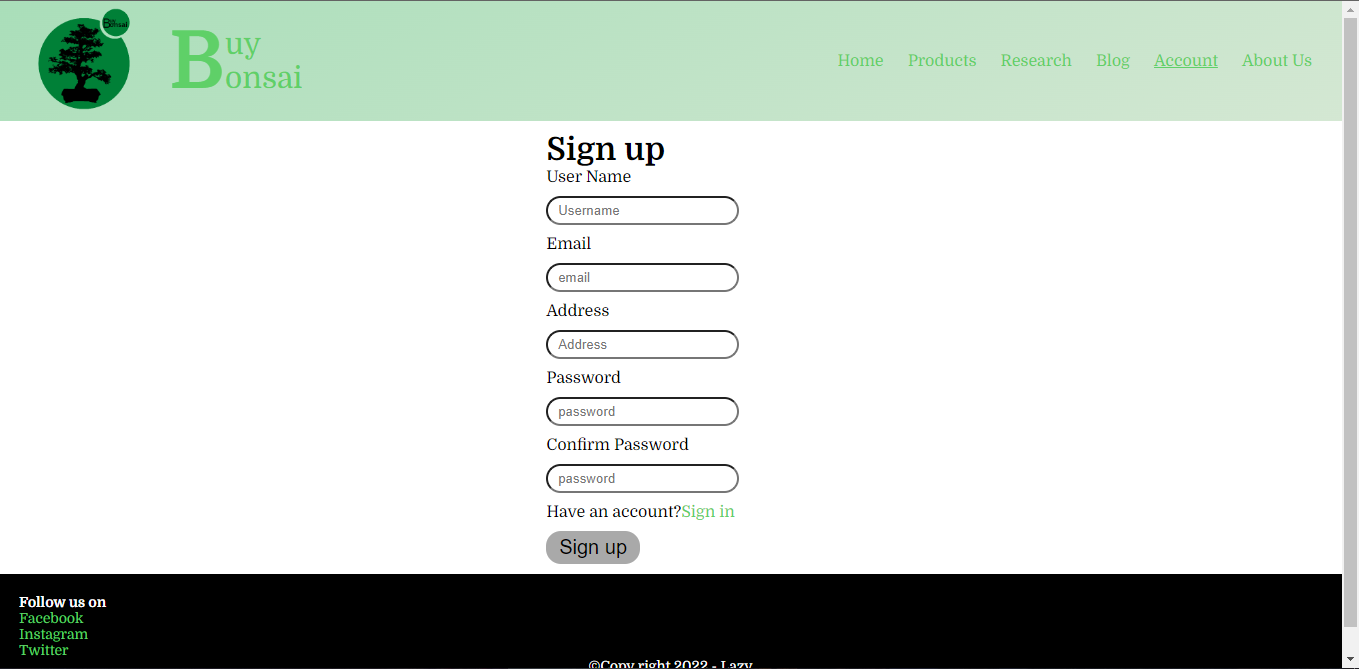 Buy
Bonsai
Buy
Bonsai
Home Products Research Blog Account About Us
Sign up
User Name
Username
Email
email
Address
Address
Password
password
Confirm Password
password
Have an account?Sign in
Sign up
Follow us on
Facebook
Instagram
Twitter
©Copy right 2022 - Lazy